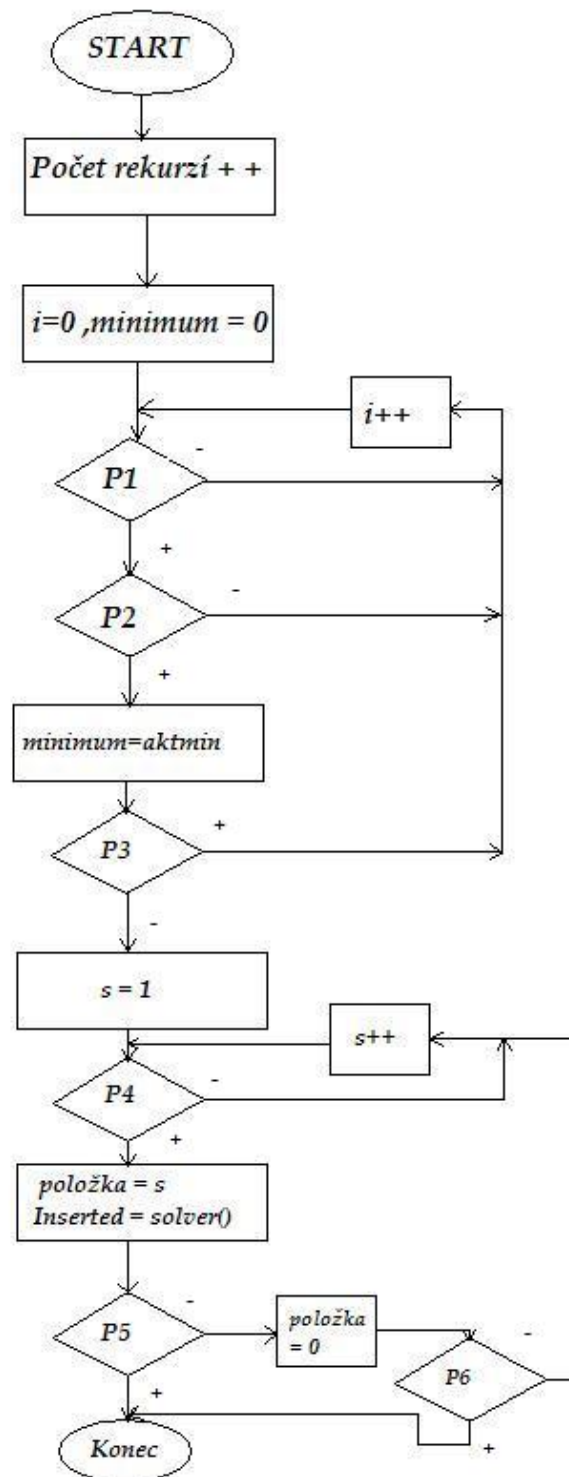 START
Počet rekurzí + +
i=0 ,minimum = 0
i++
P1
-
+
P2
-
+
minimum=aktmin
P3
+
-
s = 1
s++
P4
-
+
položka = s
Inserted = solver()
P5
-
+
položka
= 0
P6
-
+
Konec